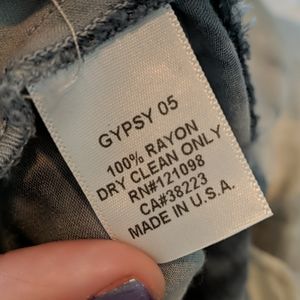 GYPSY 05
100% RAYON
DRY CLEAN ONLY
RN#121098
CA#38223
MADE IN U.S.A.